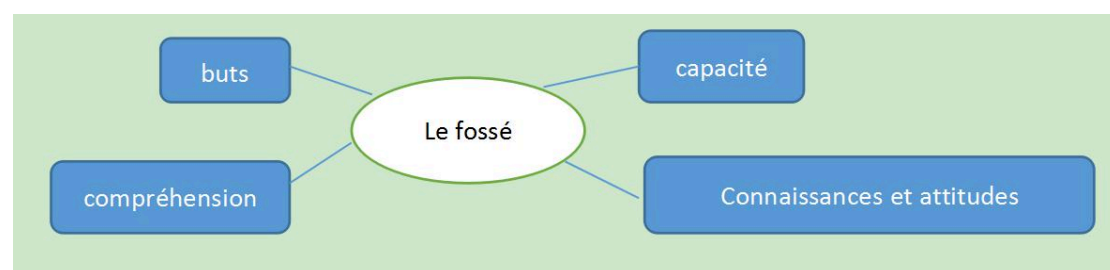 buts
capacité
Le fossé
compréhension
Connaissances et attitudes